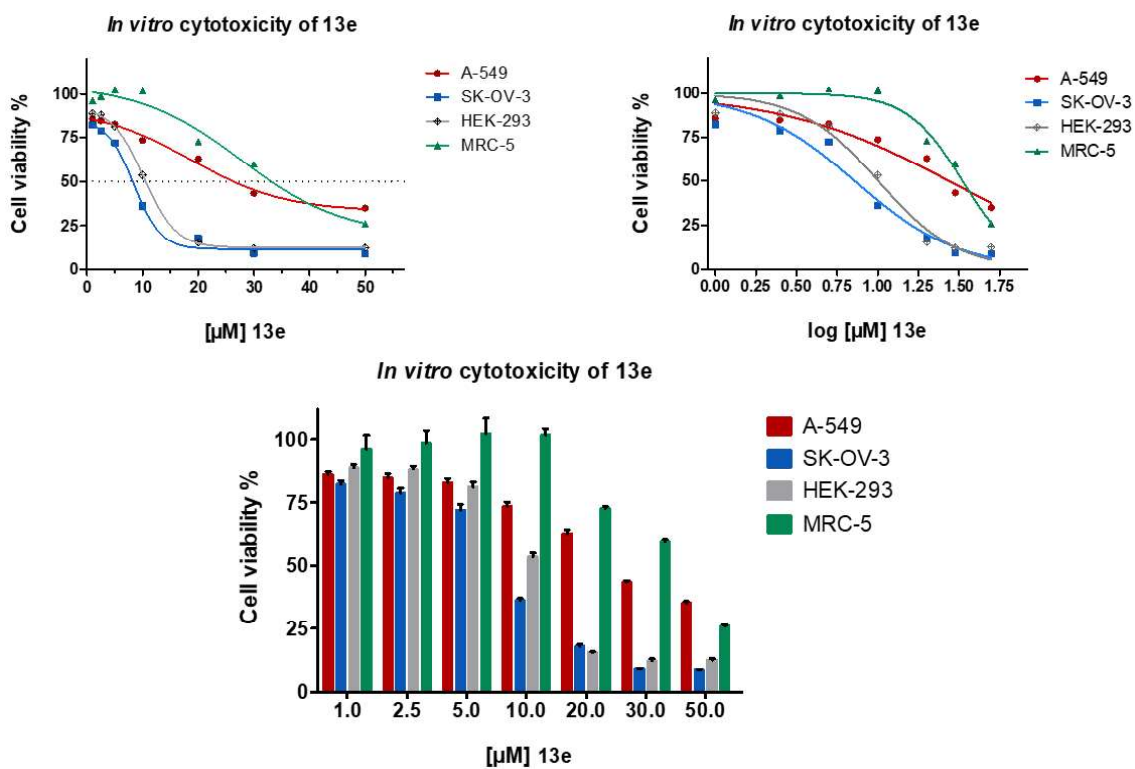 In vitro cytotoxicity of 13e
Cell viability %
100
75
50
25
0
0 10 20 30 40 50
[µM] 13e
A-549
SK-OV-3
HEK-293
MRC-5
In vitro cytotoxicity of 13e
Cell viability %
100
75
50
25
0
0.00 0.25 0.50 0.75 1.00 1.25 1.50 1.75
log [µM] 13e
A-549
SK-OV-3
HEK-293
MRC-5
In vitro cytotoxicity of 13e
Cell viability %
100
75
50
25
0
1.0 2.5 5.0 10.0 20.0 30.0 50.0
[µM] 13e
A-549
SK-OV-3
HEK-293
MRC-5